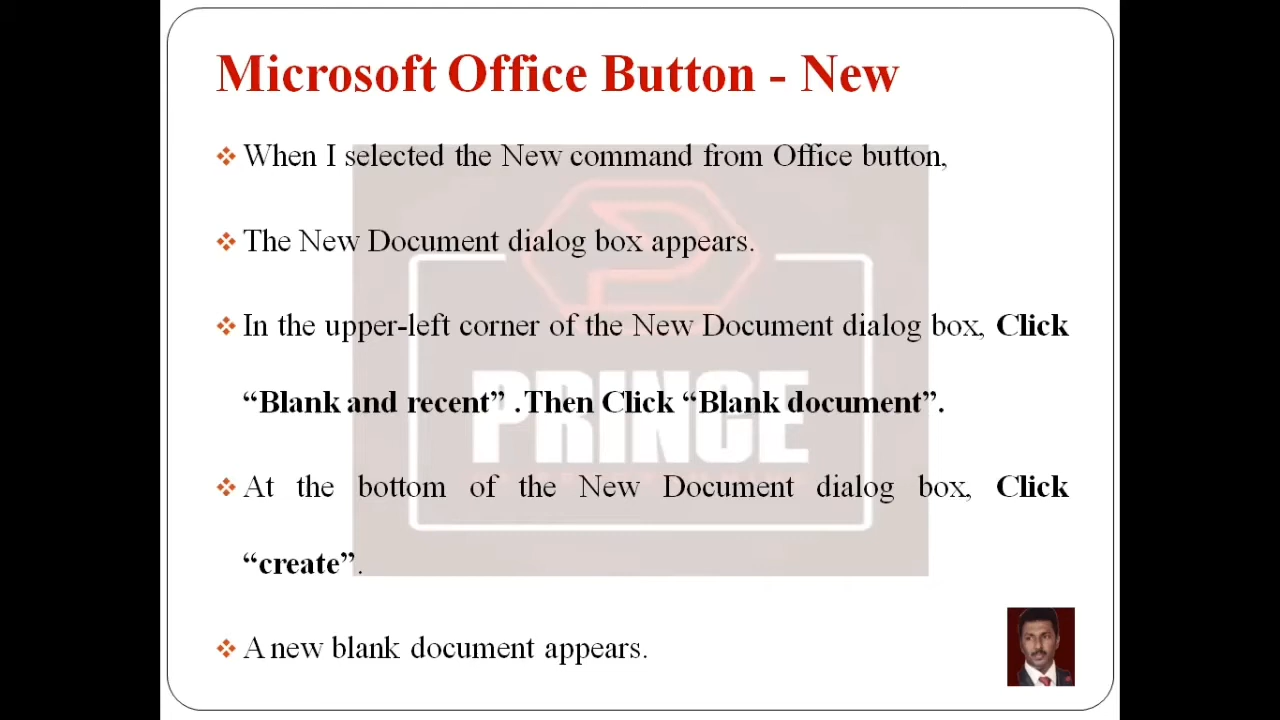 Microsoft Office Button - New
When I selected the New command from Office button,
The New Document dialog box appears.
In the upper-left corner of the New Document dialog box, Click
“Blank and recent” .Then Click “Blank document”.
PRINCE
At the bottom of the New Document dialog box, Click
“create”.
A new blank document appears.